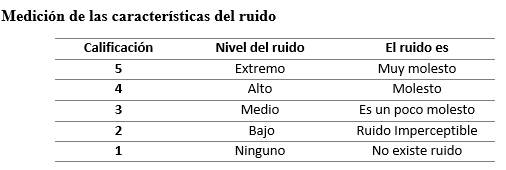 Medición de las características del ruido
Calificación Nivel del ruido El ruido es
5 Extremo Muy molesto
4 Alto Molesto
3 Medio Es un poco molesto
2 Bajo Ruido Imperceptible
1 Ninguno No existe ruido